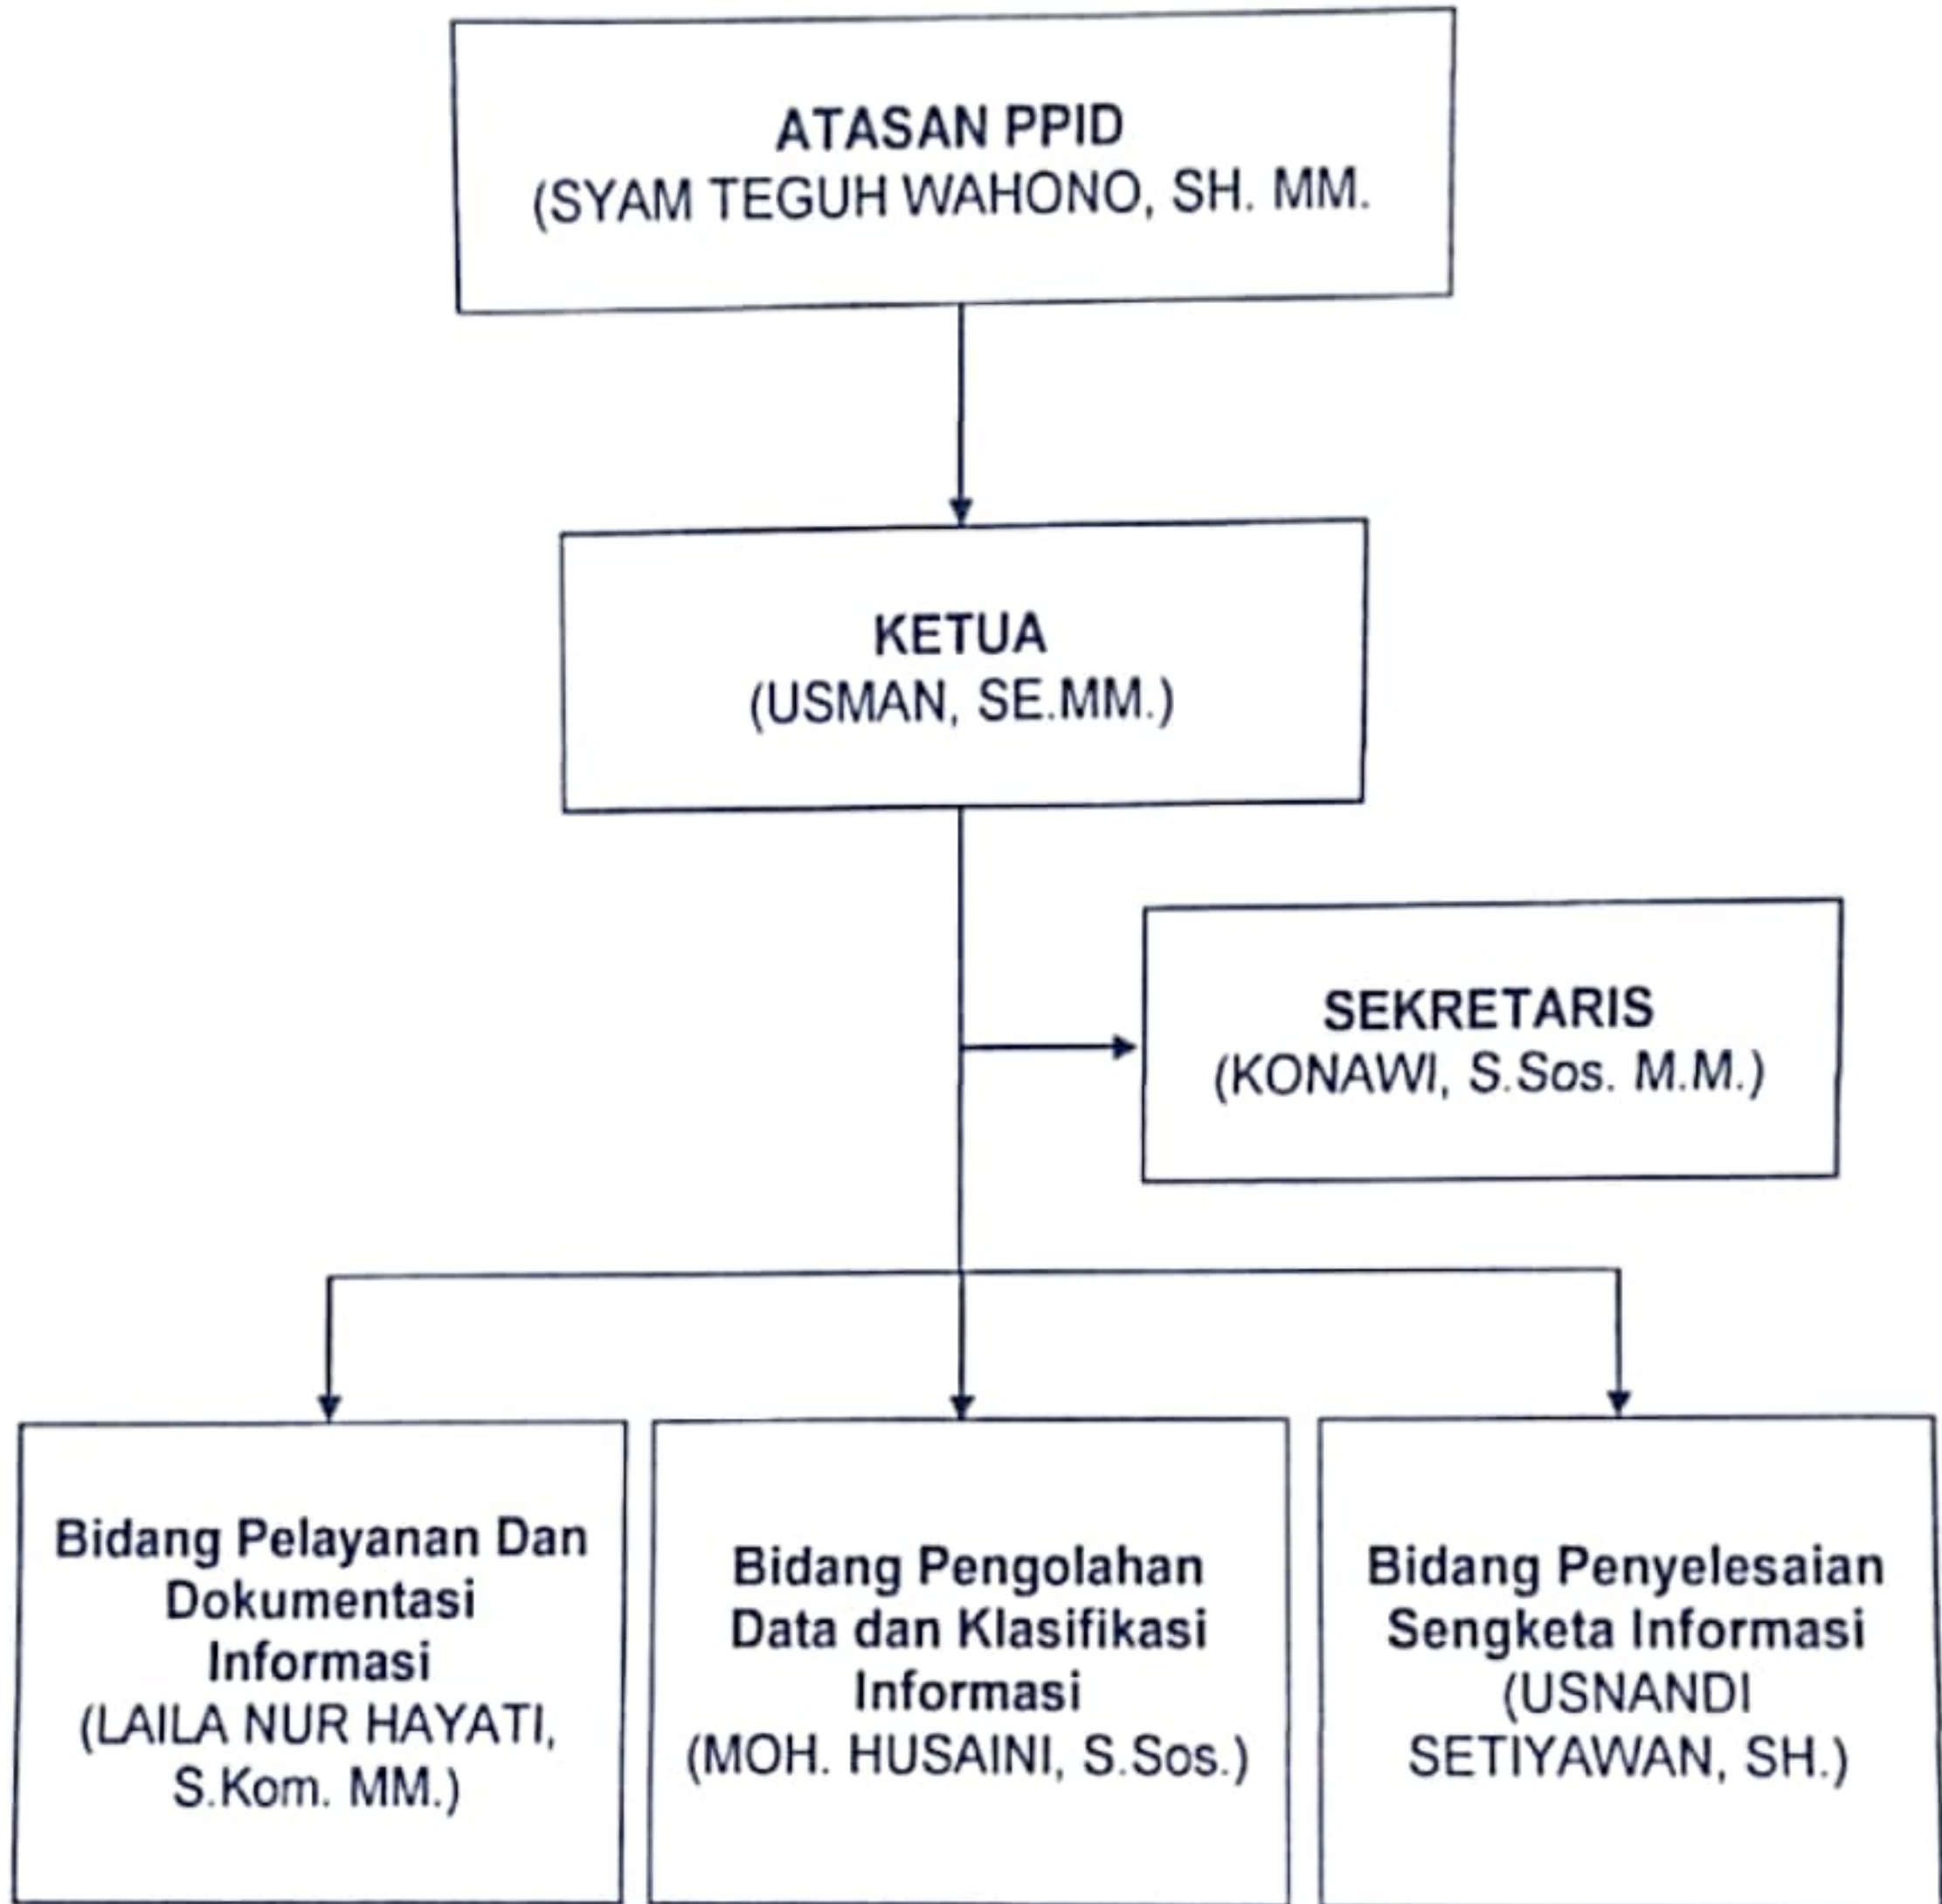 ATASAN PPID
(SYAM TEGUH WAHONO, SH. MM.
KETUA
(USMAN, SE.MM.)
SEKRETARIS
(KONAWI, S.Sos. M.M.)
Bidang Pelayanan Dan
Dokumentasi
Informasi
(LAILA NUR HAYATI,
S.Kom. MM.)
Bidang Pengolahan
Data dan Klasifikasi
Informasi
(MOH. HUSAINI, S.Sos.)
Bidang Penyelesaian
Sengketa Informasi
(USNANDI
SETIYAWAN, SH.)